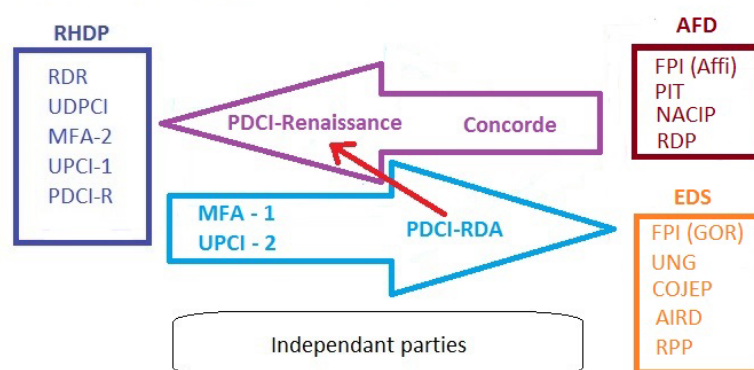 RHDP
RDR
UDPCI
MFA-2
UPCI-1
PDCI-R
PDCI-Renaissance Concorde
MFA - 1
UPCI - 2
PDCI-RDA
AFD
FPI (Affi)
PIT
NACIP
RDP
EDS
FPI (GOR)
UNG
COJEP
AIRD
RPP
Independant parties